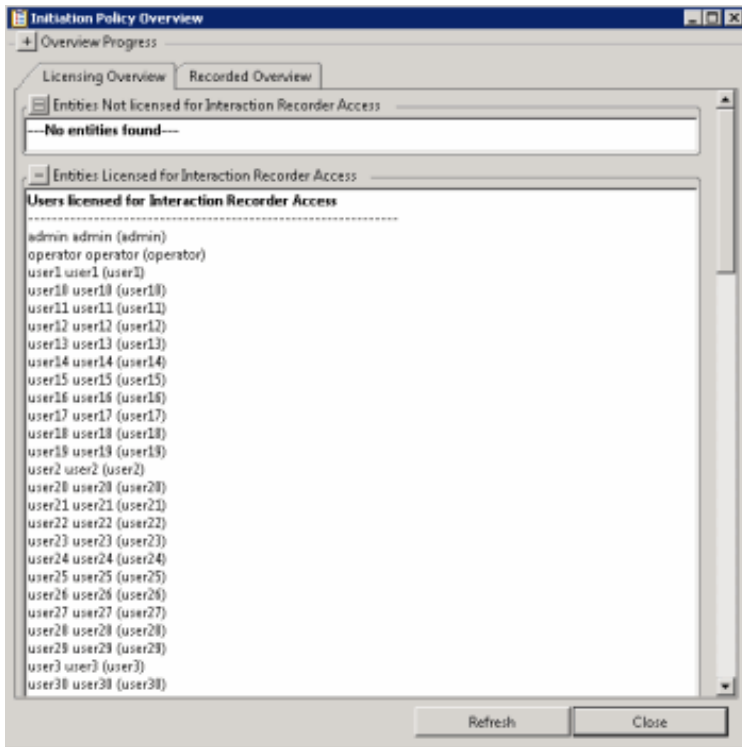 Initiation Policy Overview
+ Overview Progress
Licensing Overview Recorded Overview
Entities Not licensed for Interaction Recorder Access
---No entities found---
Entities Licensed for Interaction Recorder Access
Users licensed for Interaction Recorder Access
------------------------------------------------------------------
admin admin (admin)
operator operator (operator)
user1 user1 (user1)
user10 user10 (user10)
user11 user11 (user11)
user12 user12 (user12)
user13 user13 (user13)
user14 user14 (user14)
user15 user15 (user15)
user16 user16 (user16)
user17 user17 (user17)
user18 user18 (user18)
user19 user19 (user19)
user2 user2 (user2)
user20 user20 (user20)
user21 user21 (user21)
user22 user22 (user22)
user23 user23 (user23)
user24 user24 (user24)
user25 user25 (user25)
user26 user26 (user26)
user27 user27 (user27)
user28 user28 (user28)
user29 user29 (user29)
user3 user3 (user3)
user30 user30 (user30)
Refresh Close